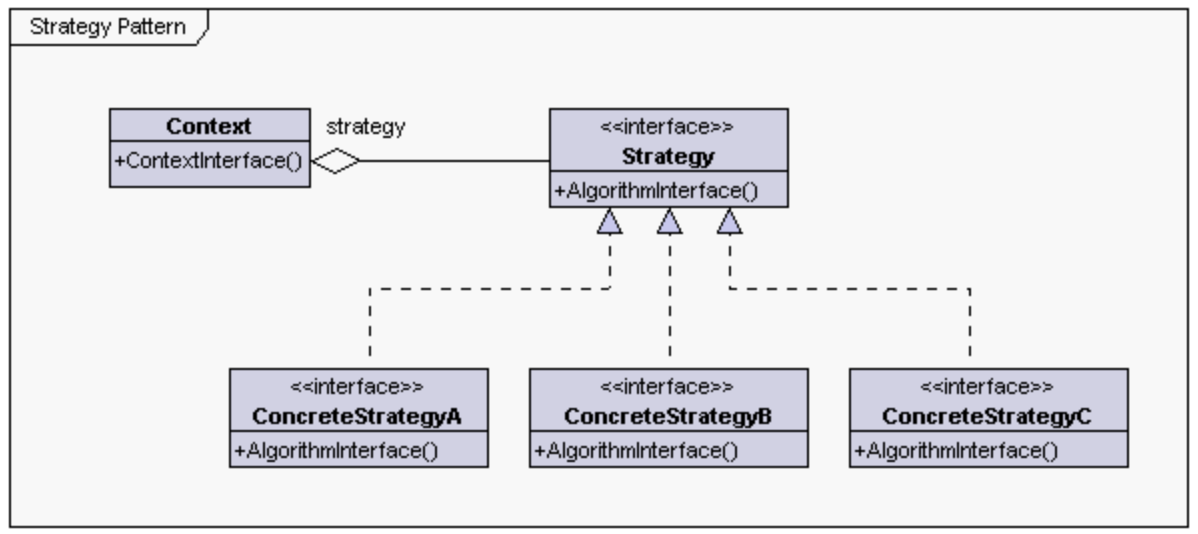 Strategy Pattern
Context
+ContextInterface()
strategy
<<interface>>
Strategy
+AlgorithmInterface()
<<interface>>
ConcreteStrategyA
+AlgorithmInterface()
<<interface>>
ConcreteStrategyB
+AlgorithmInterface()
<<interface>>
ConcreteStrategyC
+AlgorithmInterface()